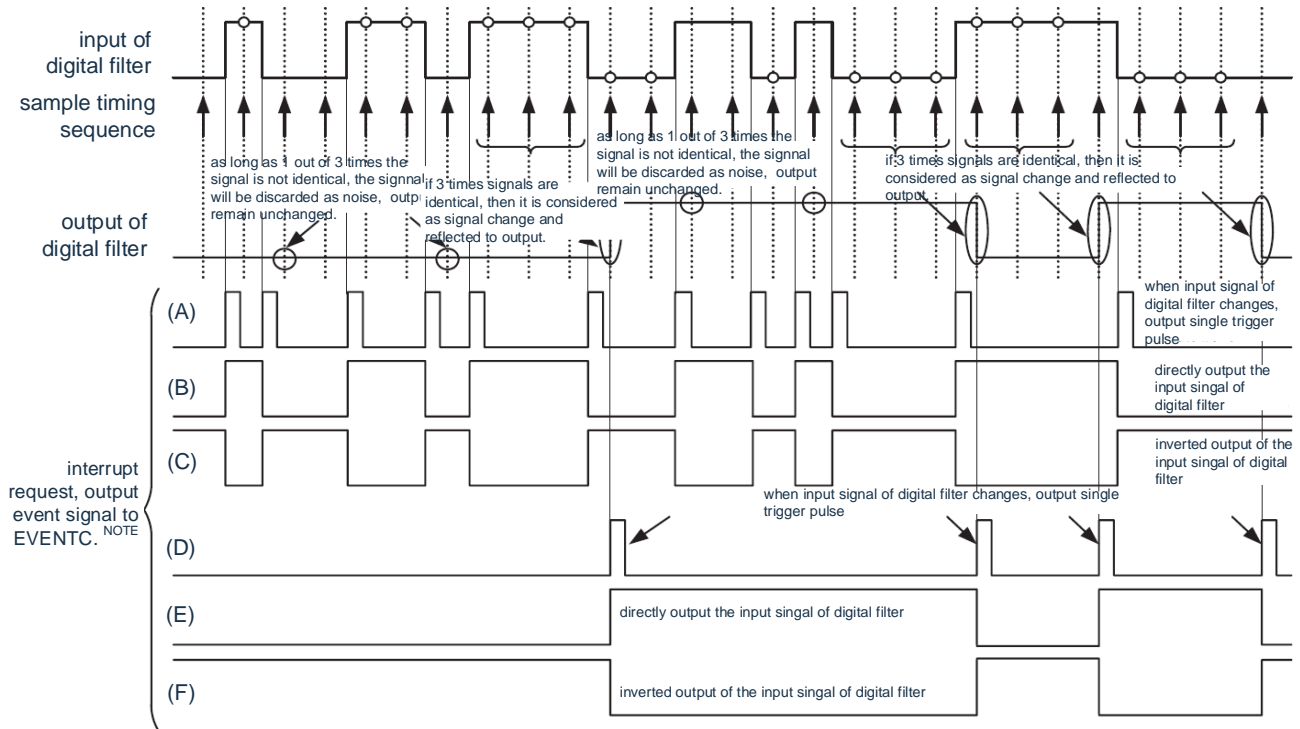 input of
digital filter
sample timing
sequence
as long as 1 out of 3 times the
signal is not identical, the signnal
will be discarded as noise, outpu
remain unchanged.
if 3 times signals are
identical, then it is considered
as signal change and
reflected to output.
as long as 1 out of 3 times the
signal is not identical, the signnal
will be discarded as noise, output
remain unchanged.
if 3 times signals are identical, then it is
considered as signal change and reflected to
output.
output of
digital filter
(A)
when input signal of
digital filter changes,
output single trigger
pulse
(B)
directly output the
input singal of
digital filter
(C)
inverted output of the
input singal of digital
filter
interrupt
request, output
event signal to
EVENTC. NOTE
when input signal of digital filter changes, output single
trigger pulse
(D)
(E)
directly output the input singal of digital filter
(F)
inverted output of the input singal of digital filter